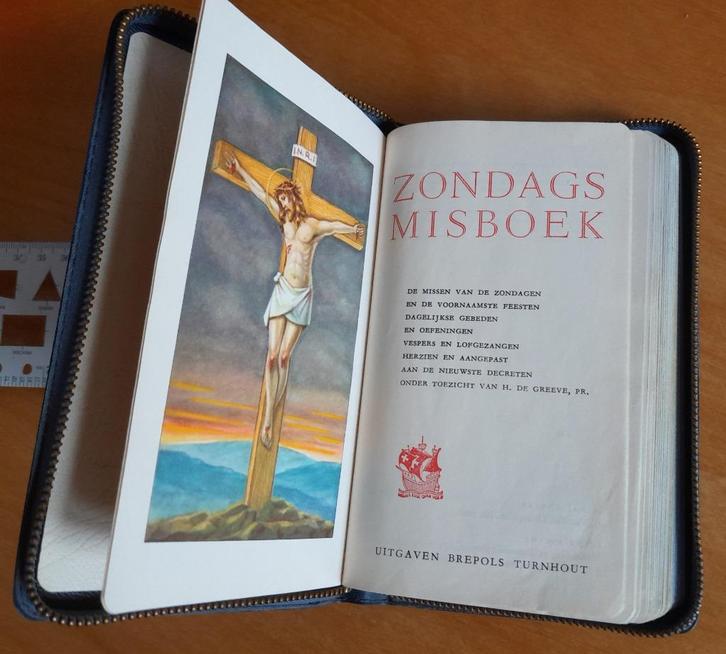 I.N.R.I
ZONDAGS
MISBOEK
DE MISSEN VAN DE ZONDAGEN
EN DE VOORNAAMSTE FEESTEN
DAGELIJKSE GEBEDEN
EN OEFENINGEN
VESPERS EN LOFGEZANGEN
HERZIEN EN AANGEPAST
AAN DE NIEUWSTE DECRETEN
ONDER TOEZICHT VAN H. DE GREEVE, PR.
UITGAVEN BREPOLS TURNHOUT